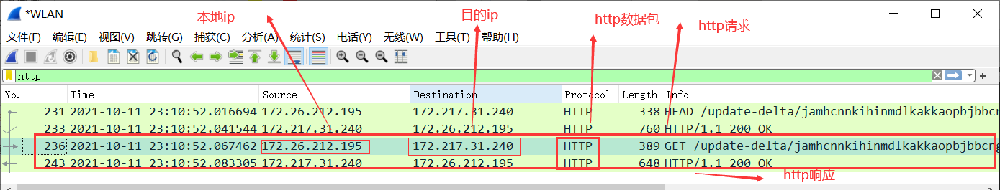 *WLAN
本地ip
目的ip
http数据包
http请求
文件(F) 编辑(E) 视图(V) 跳转(G) 捕获(C) 分析(A) 统计(S) 电话(Y) 无线(W) 工具(T) 帮助(H)
http
No. Time Source Destination Protocol Length Info
231 2021-10-11 23:10:52.016694 172.26.212.195 172.217.31.240 HTTP 338 HEAD /update-delta/jamhcnnkihinmdlkakkaopbjbbcn
233 2021-10-11 23:10:52.041544 172.217.31.240 172.26.212.195 HTTP 760 HTTP/1.1 200 OK
236 2021-10-11 23:10:52.067462 172.26.212.195 172.217.31.240 HTTP 389 GET /update-delta/jamhcnnkihinmdlkakkaopbjbbcng
243 2021-10-11 23:10:52.083305 172.217.31.240 172.26.212.195 HTTP 648 HTTP/1.1 200 OK
http响应